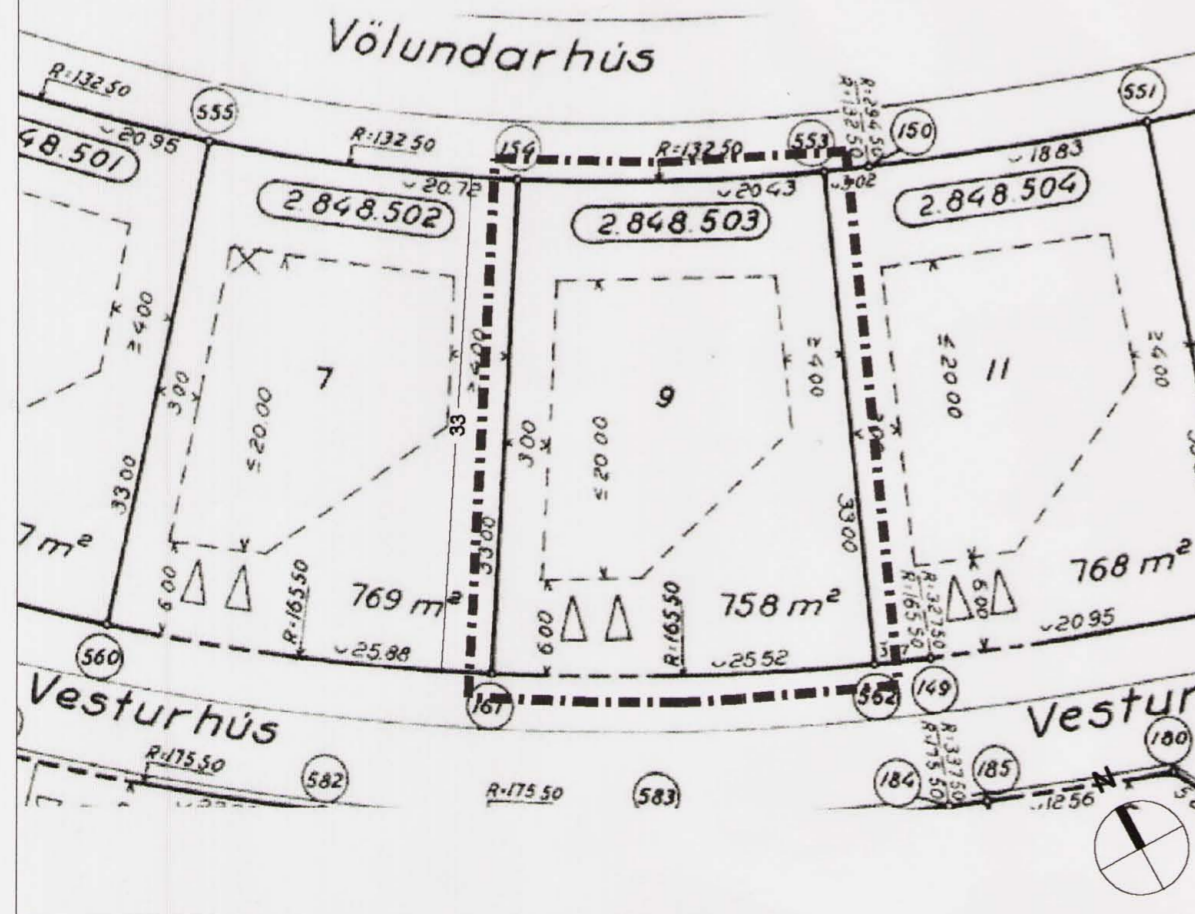 Völundarhús
R=132.50
555
20.95
48.501
R=132.50
20.72
2.848.502
154
R=132.50
553
20.43
2.848.503
R=294.50
R=132.50
150
3.02
18.83
551
2.848.504
≥4.00
3.00
7
≤20.00
≥4.00
33
3.00
9
≤20.00
≥4.00
11
≤20.00
≥4.00
33.00
33.00
33.00
7 m²
6.00
R=165.50
769 m²
6.00
R=165.50
758 m²
R=327.50
R=165.50
6.00
768 m²
560
25.88
161
25.52
562
149
20.95
Vesturhús
Vestur
R=175.50
582
R=175.50
583
184
R=337.50
R=175.50
185
180
12.56
N